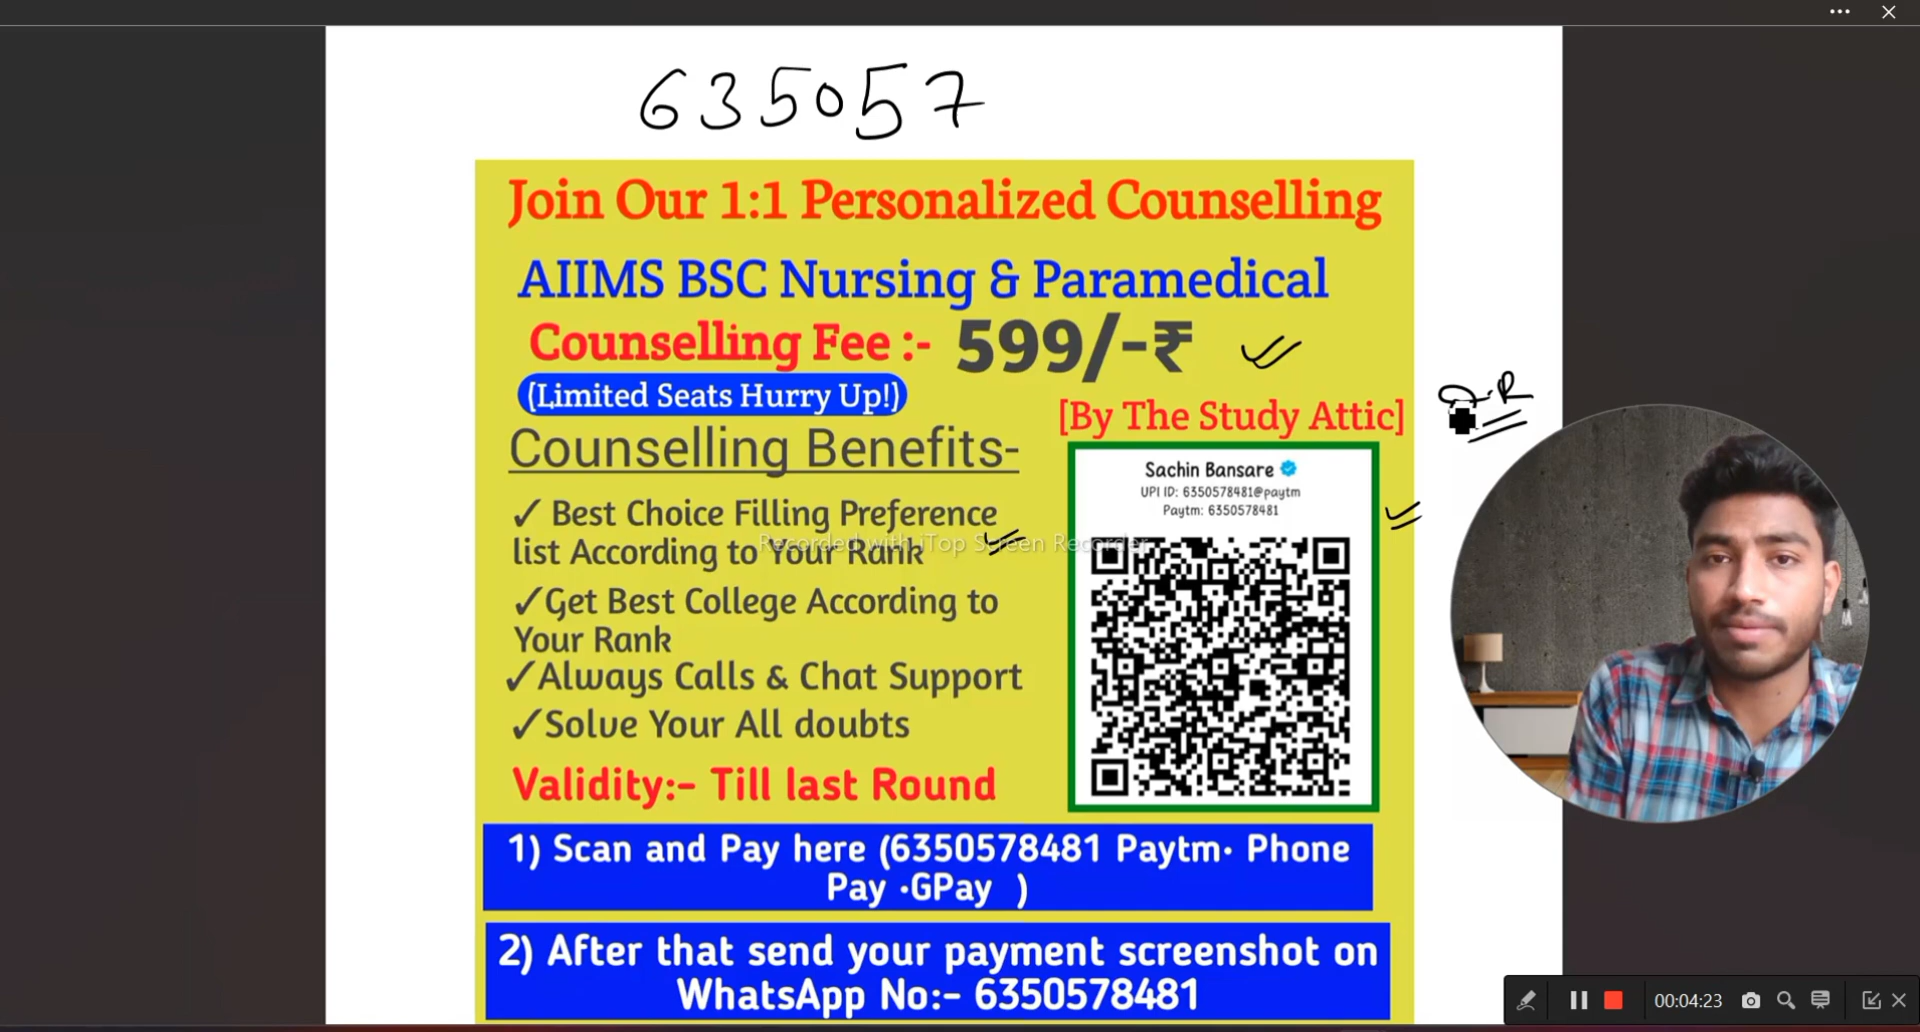 635057
Join Our 1:1 Personalized Counselling
AIIMS BSC Nursing & Paramedical
Counselling Fee :- 599/-₹
(Limited Seats Hurry Up!)
[By The Study Attic]
Counselling Benefits-
✓ Best Choice Filling Preference
list According to Your Rank
✓Get Best College According to
Your Rank
✓Always Calls & Chat Support
✓Solve Your All doubts
Validity:- Till last Round
Sachin Bansare
UPI ID: 6350578481@paytm
Paytm: 6350578481
Recorded with iTop Screen Recorder
1) Scan and Pay here (6350578481 Paytm· Phone
Pay ·GPay )
2) After that send your payment screenshot on
WhatsApp No:- 6350578481
00:04:23